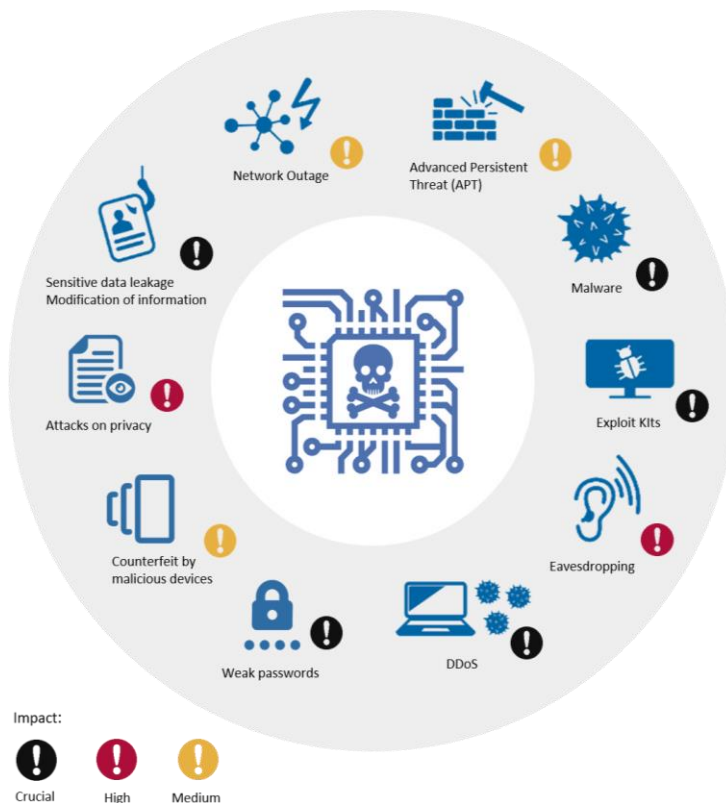 Network Outage
Advanced Persistent
Threat (APT)
Sensitive data leakage
Modification of information
Malware
Attacks on privacy
Exploit KIts
Counterfeit by
malicious devices
Eavesdropping
Weak passwords
DDoS
Impact:
Crucial
High
Medium